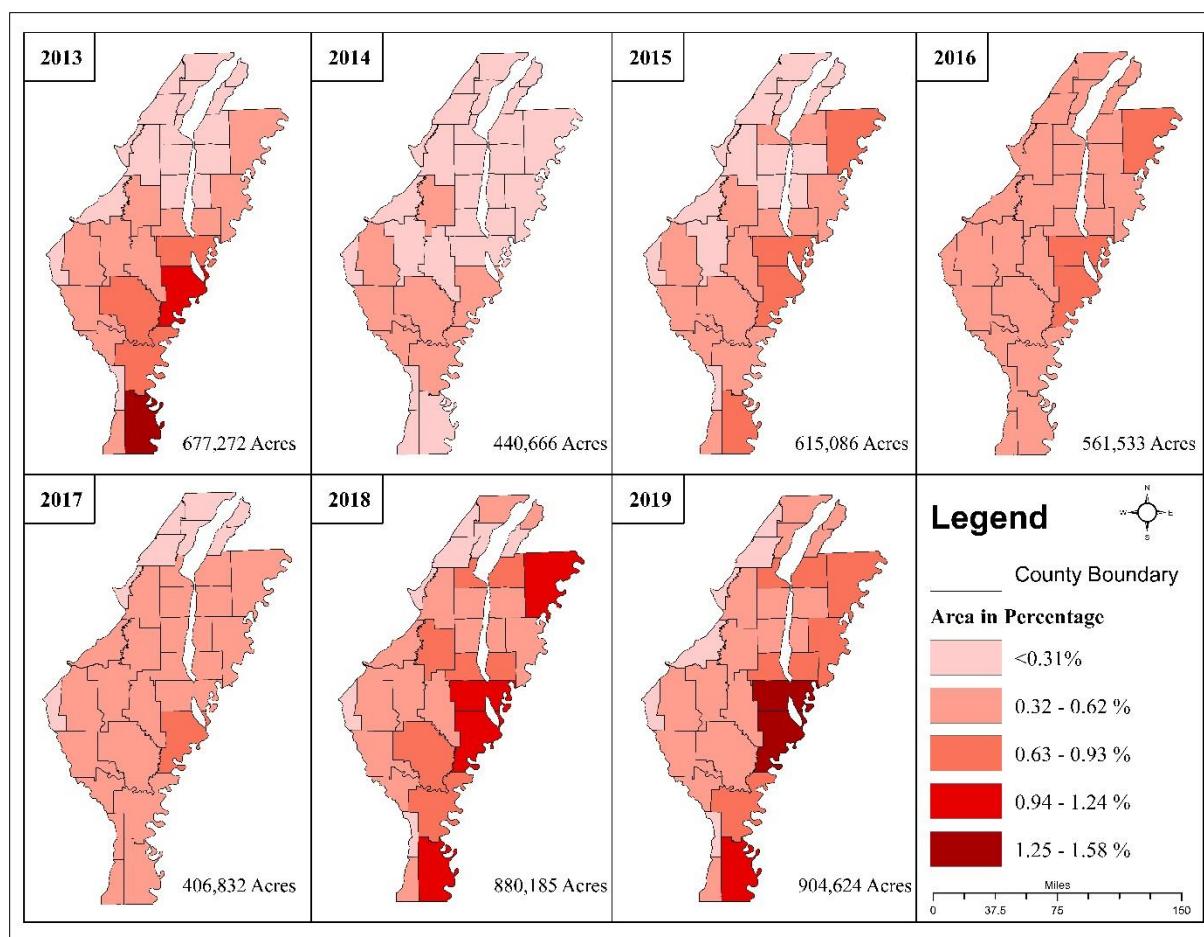 2013
677,272 Acres
2014
440,666 Acres
2015
615,086 Acres
2016
561,533 Acres
2017
406,832 Acres
2018
880,185 Acres
2019
904,624 Acres
Legend
N
W E
S
County Boundary
Area in Percentage
<0.31%
0.32 - 0.62 %
0.63 - 0.93 %
0.94 - 1.24 %
1.25 - 1.58 %
Miles
0 37.5 75 150